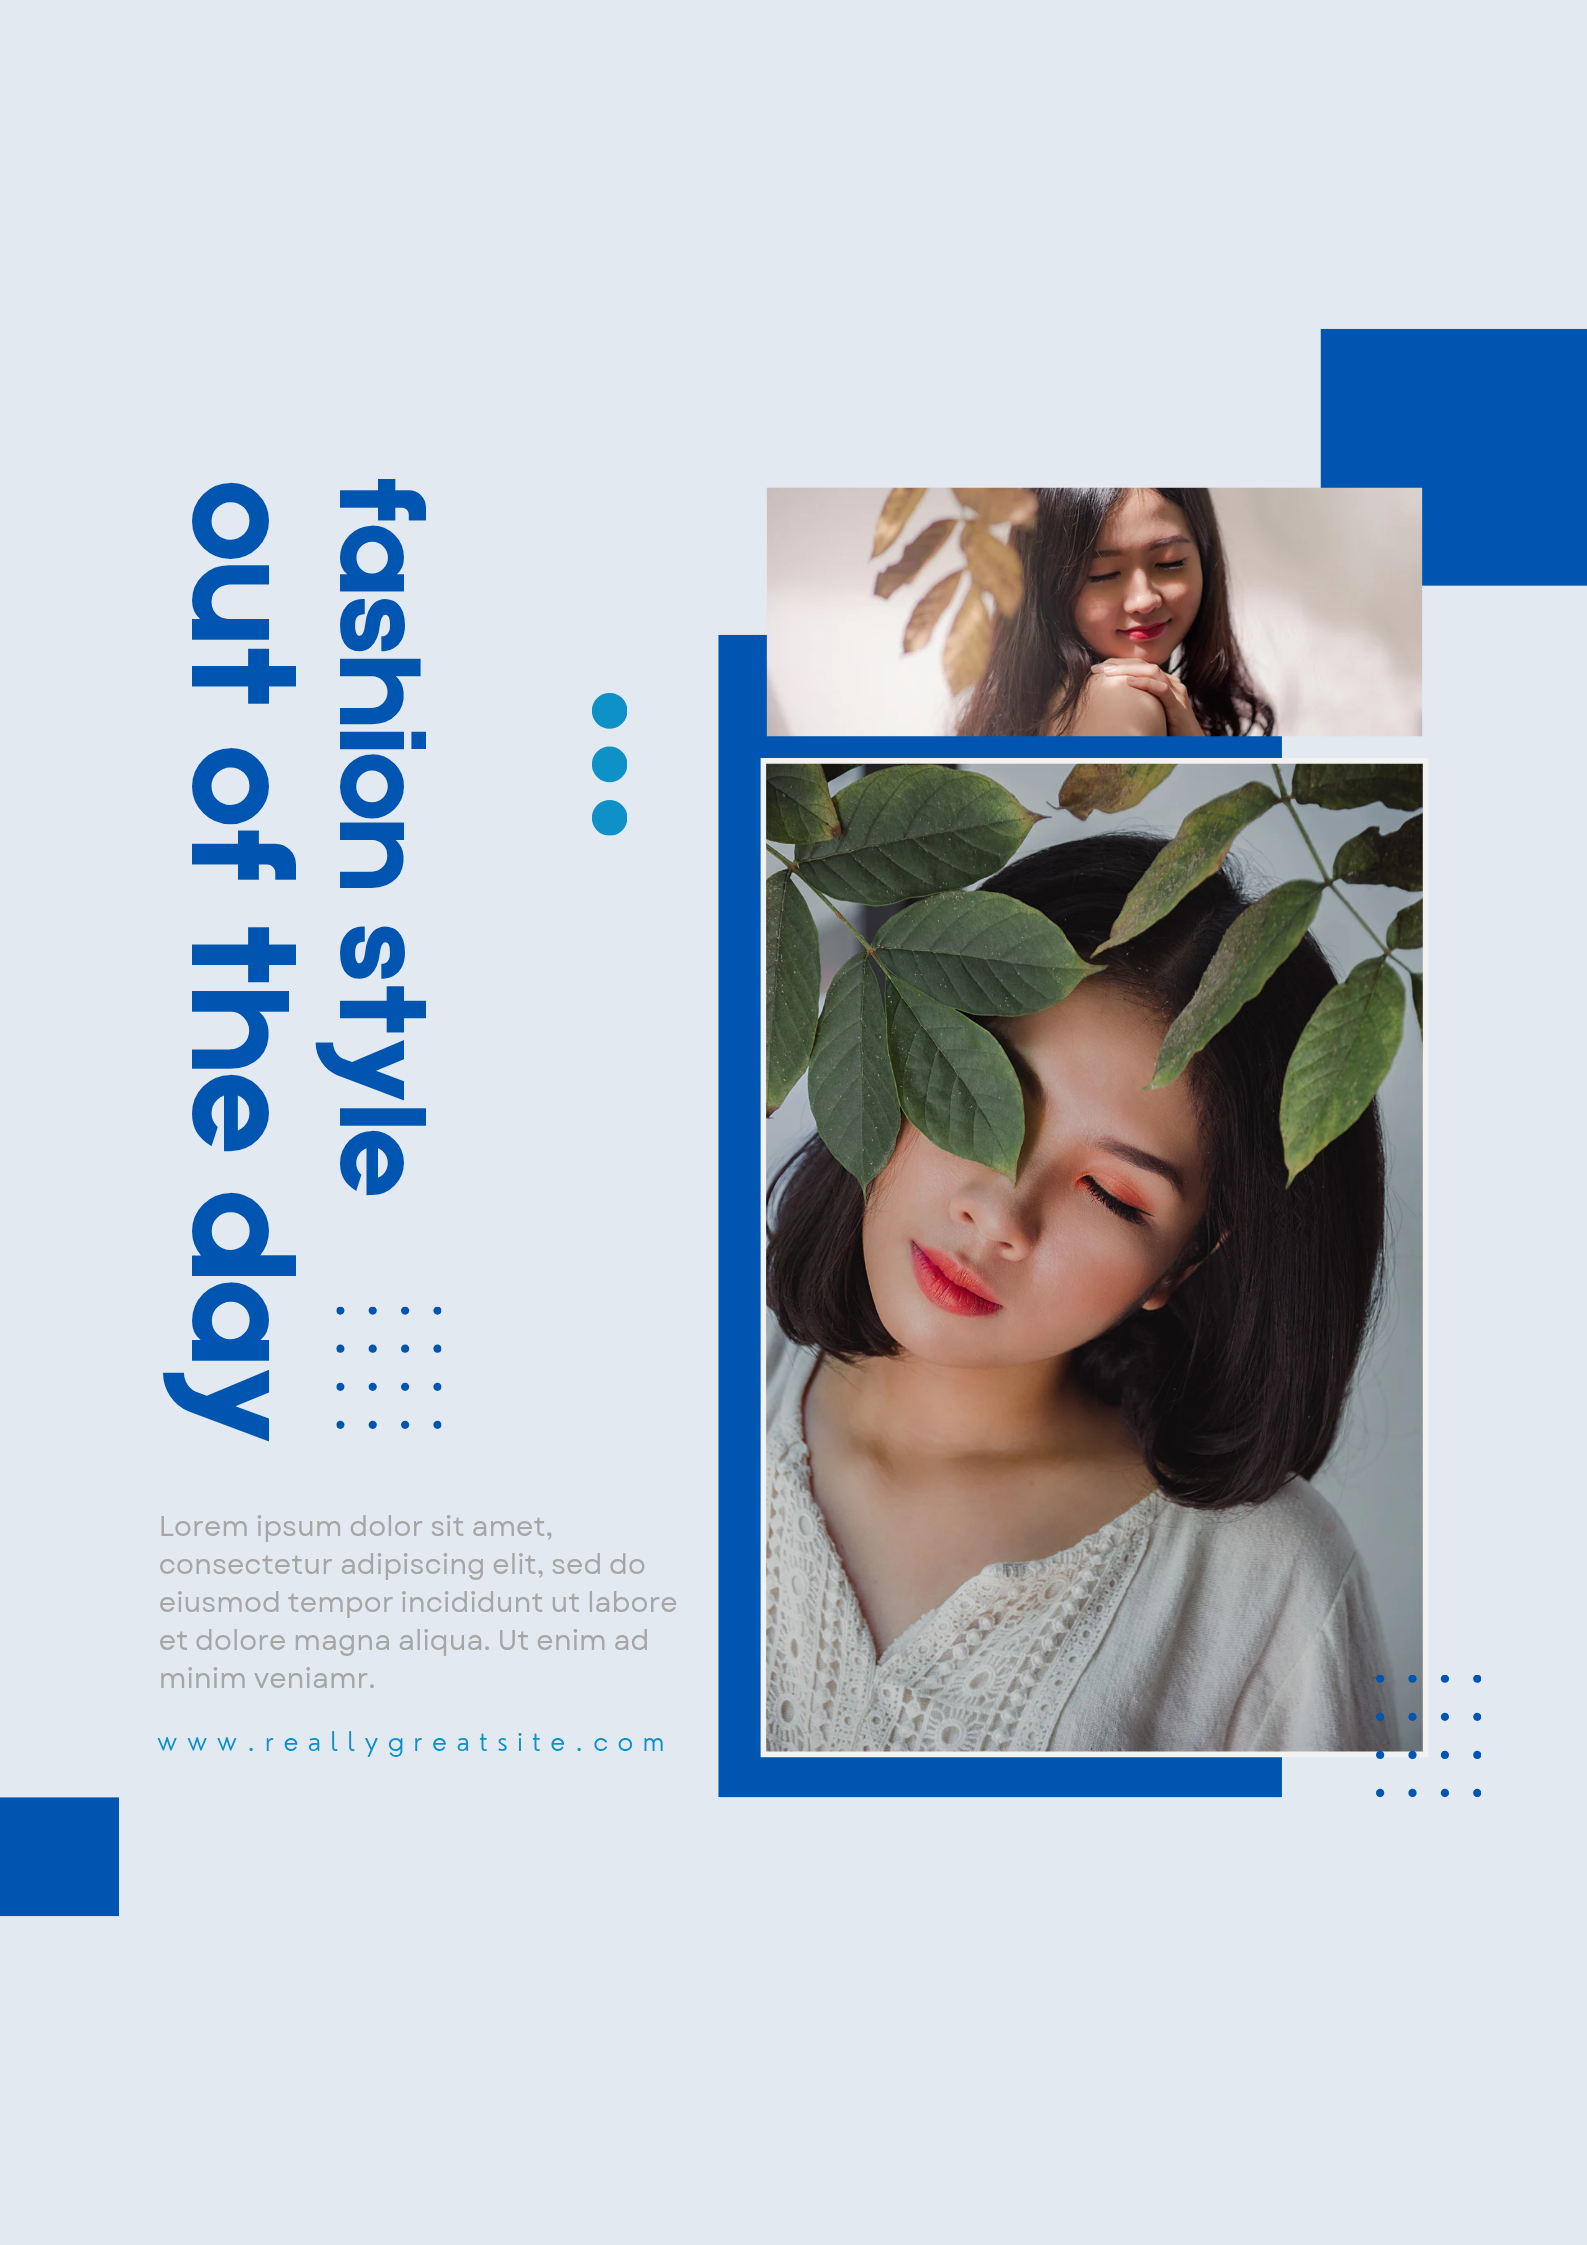 fashion style
out of the day
Lorem ipsum dolor sit amet,
consectetur adipiscing elit, sed do
eiusmod tempor incididunt ut labore
et dolore magna aliqua. Ut enim ad
minim veniamr.
www.reallygreatsite.com